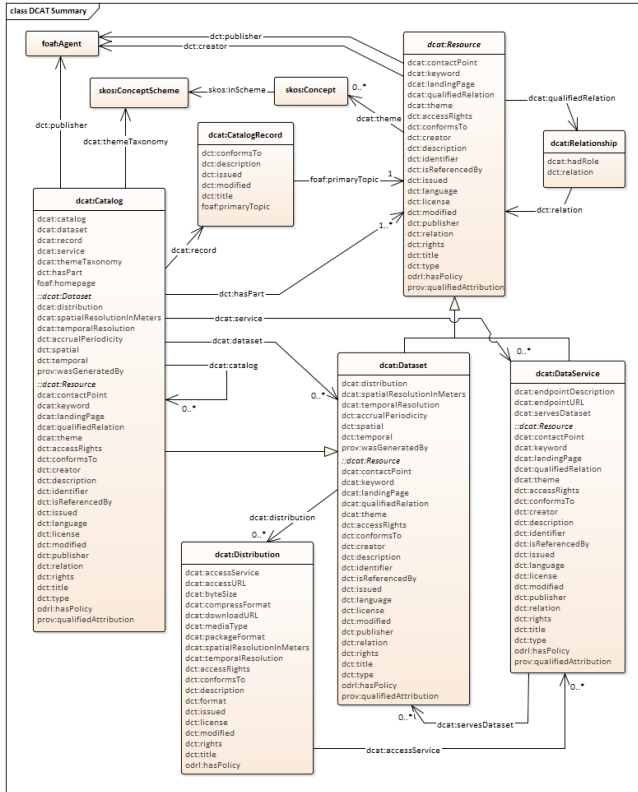 class DCAT Summary
foaf:Agent
dct:publisher
dct:creator
dcat:Resource
dcat:contactPoint
dcat:keyword
dcat:landingPage
dcat:qualifiedRelation
dcat:theme
dct:accessRights
dct:conformsTo
dct:creator
dct:description
dct:identifier
dct:isReferencedBy
dct:issued
dct:language
dct:license
dct:modified
dct:publisher
dct:relation
dct:rights
dct:title
dct:type
odrl:hasPolicy
prov:qualifiedAttribution
skos:ConceptScheme
skos:inScheme
skos:Concept
0..*
dcat:theme
dcat:qualifiedRelation
dcat:Relationship
dcat:hadRole
dct:relation
dct:relation
dct:publisher
dcat:themeTaxonomy
dcat:CatalogRecord
dct:conformsTo
dct:description
dct:issued
dct:modified
dct:title
foaf:primaryTopic
foaf:primaryTopic
1
1..*
dcat:record
dct:hasPart
dcat:service
0..*
dcat:dataset
0..*
dcat:catalog
0..*
dcat:Catalog
dcat:catalog
dcat:dataset
dcat:record
dcat:service
dcat:themeTaxonomy
dct:hasPart
foaf:homepage
::dcat:Dataset
dcat:distribution
dcat:spatialResolutionInMeters
dcat:temporalResolution
dct:accrualPeriodicity
dct:spatial
dct:temporal
prov:wasGeneratedBy
::dcat:Resource
dcat:contactPoint
dcat:keyword
dcat:landingPage
dcat:qualifiedRelation
dcat:theme
dct:accessRights
dct:conformsTo
dct:creator
dct:description
dct:identifier
dct:isReferencedBy
dct:issued
dct:language
dct:license
dct:modified
dct:publisher
dct:relation
dct:rights
dct:title
dct:type
odrl:hasPolicy
prov:qualifiedAttribution
dcat:Dataset
dcat:distribution
dcat:spatialResolutionInMeters
dcat:temporalResolution
dct:accrualPeriodicity
dct:spatial
dct:temporal
prov:wasGeneratedBy
::dcat:Resource
dcat:contactPoint
dcat:keyword
dcat:landingPage
dcat:qualifiedRelation
dcat:theme
dct:accessRights
dct:conformsTo
dct:creator
dct:description
dct:identifier
dct:isReferencedBy
dct:issued
dct:language
dct:license
dct:modified
dct:publisher
dct:relation
dct:rights
dct:title
dct:type
odrl:hasPolicy
prov:qualifiedAttribution
dcat:DataService
dcat:endpointDescription
dcat:endpointURL
dcat:servesDataset
::dcat:Resource
dcat:contactPoint
dcat:keyword
dcat:landingPage
dcat:qualifiedRelation
dcat:theme
dct:accessRights
dct:conformsTo
dct:creator
dct:description
dct:identifier
dct:isReferencedBy
dct:issued
dct:language
dct:license
dct:modified
dct:publisher
dct:relation
dct:rights
dct:title
dct:type
odrl:hasPolicy
prov:qualifiedAttribution
dcat:distribution
0..*
dcat:Distribution
dcat:accessService
dcat:accessURL
dcat:byteSize
dcat:compressFormat
dcat:downloadURL
dcat:mediaType
dcat:packageFormat
dcat:spatialResolutionInMeters
dcat:temporalResolution
dct:accessRights
dct:conformsTo
dct:description
dct:format
dct:issued
dct:license
dct:modified
dct:rights
dct:title
odrl:hasPolicy
0..*
dcat:servesDataset
0..*
dcat:accessService